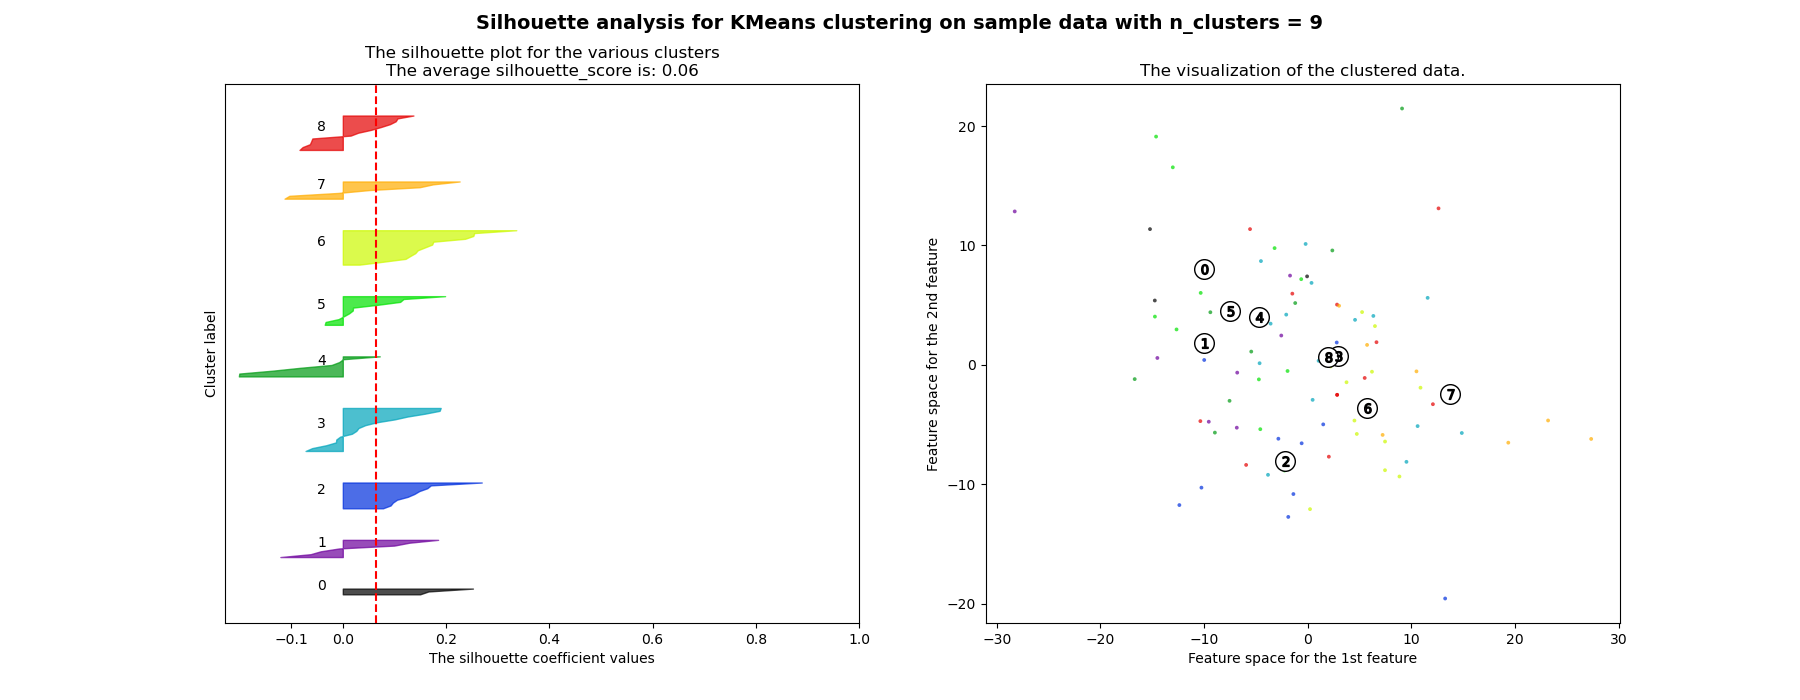 Silhouette analysis for KMeans clustering on sample data with n_clusters = 9
The silhouette plot for the various clusters
The average silhouette_score is: 0.06
8
7
6
5
4
3
2
1
0
Cluster label
−0.1 0.0 0.2 0.4 0.6 0.8 1.0
The silhouette coefficient values
The visualization of the clustered data.
20
10
0
−10
−20
Feature space for the 2nd feature
0
5
4
1
8 3
7
6
2
−30 −20 −10 0 10 20 30
Feature space for the 1st feature